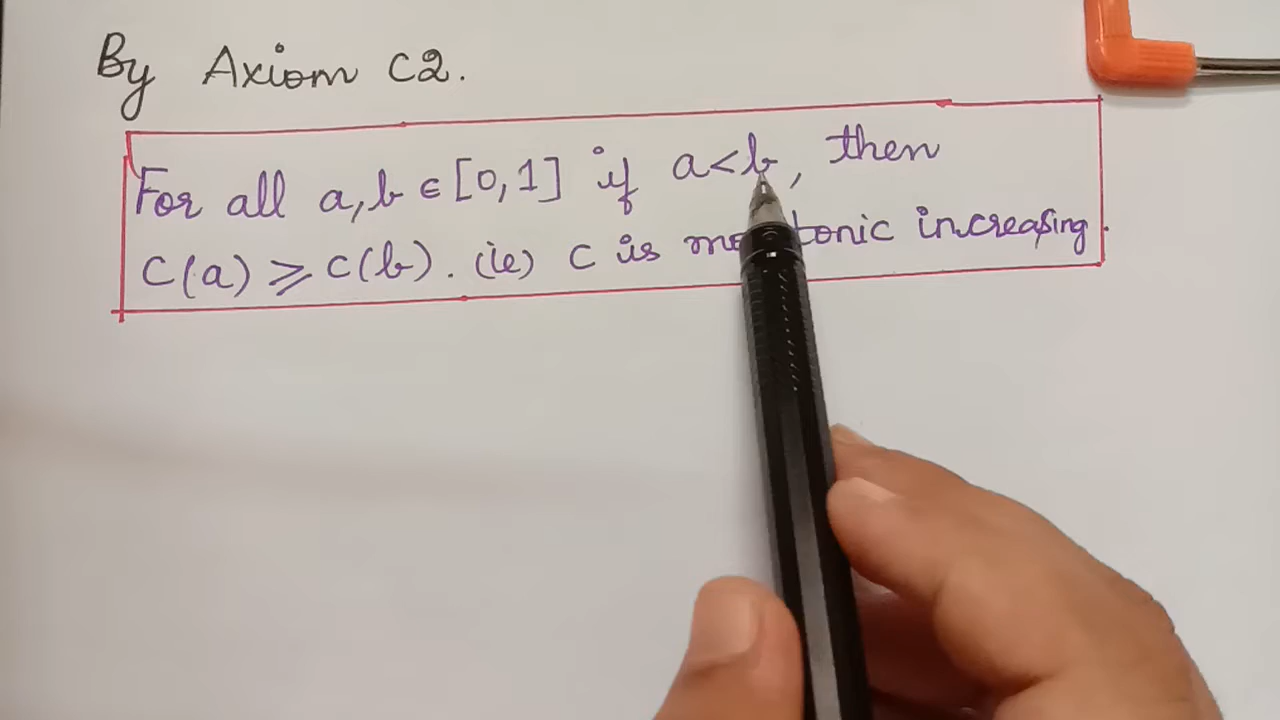 By Axiom C2.
For all a, b ∈ [0, 1] if a < b, then
C(a) ⩾ C(b). (ie) C is increasing.